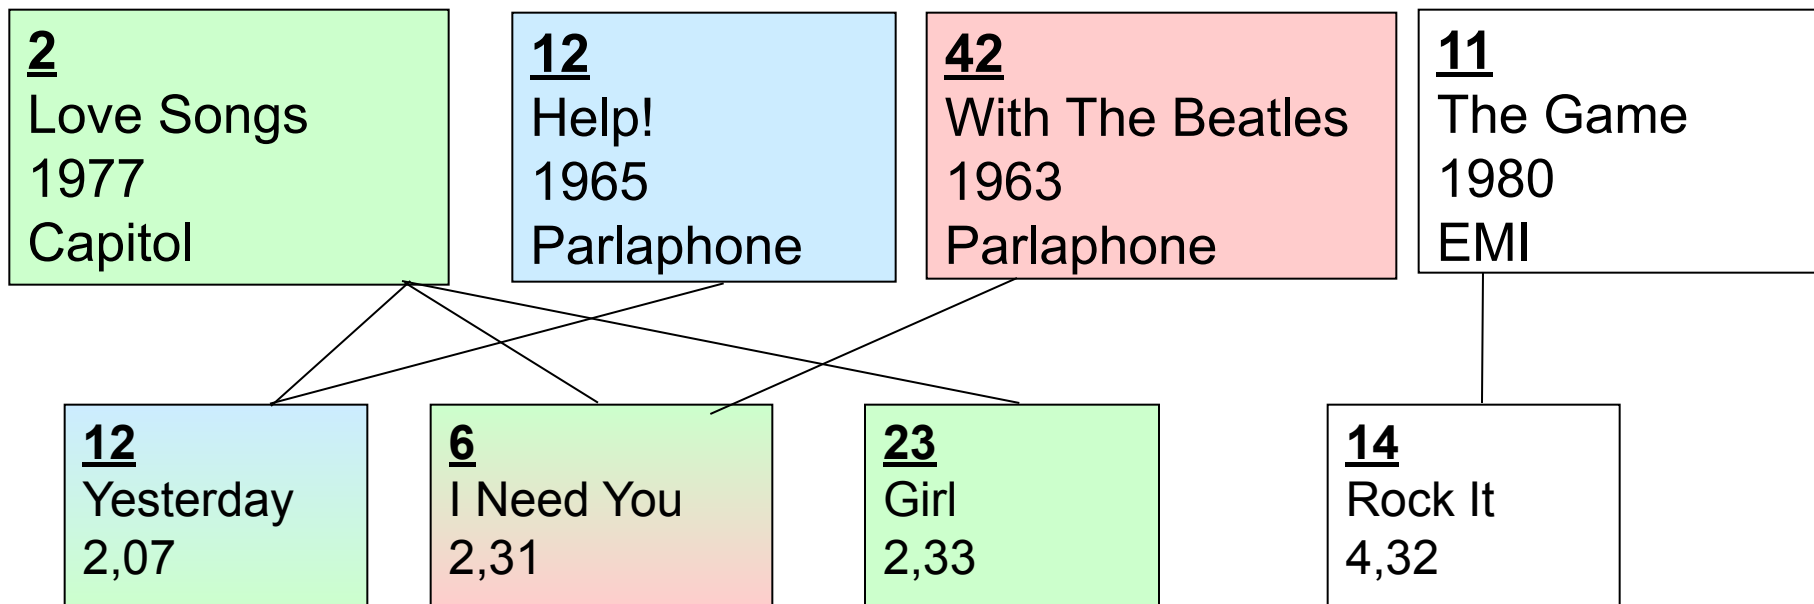 2
Love Songs
1977
Capitol
12
Help!
1965
Parlaphone
42
With The Beatles
1963
Parlaphone
11
The Game
1980
EMI
12
Yesterday
2,07
6
I Need You
2,31
23
Girl
2,33
14
Rock It
4,32